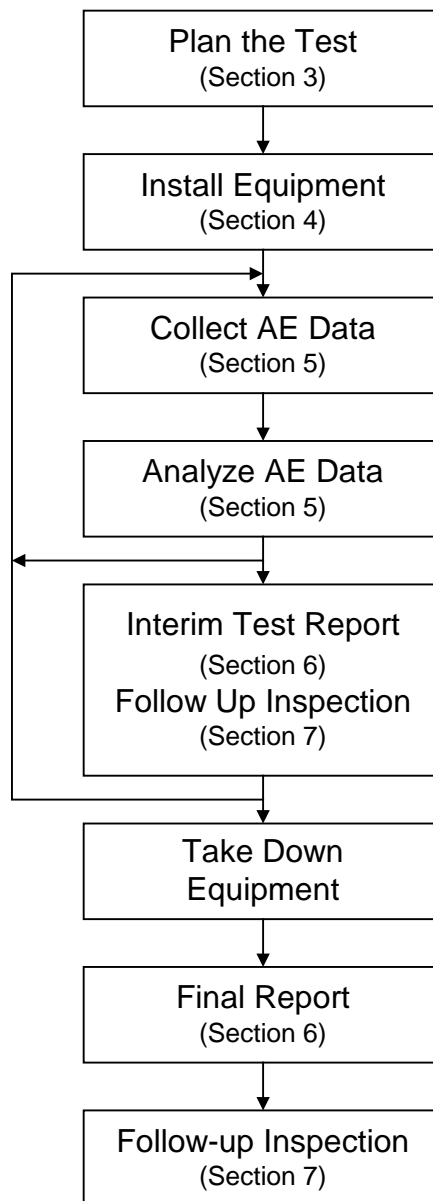 Plan the Test
(Section 3)
Install Equipment
(Section 4)
Collect AE Data
(Section 5)
Analyze AE Data
(Section 5)
Interim Test Report
(Section 6)
Follow Up Inspection
(Section 7)
Take Down
Equipment
Final Report
(Section 6)
Follow-up Inspection
(Section 7)